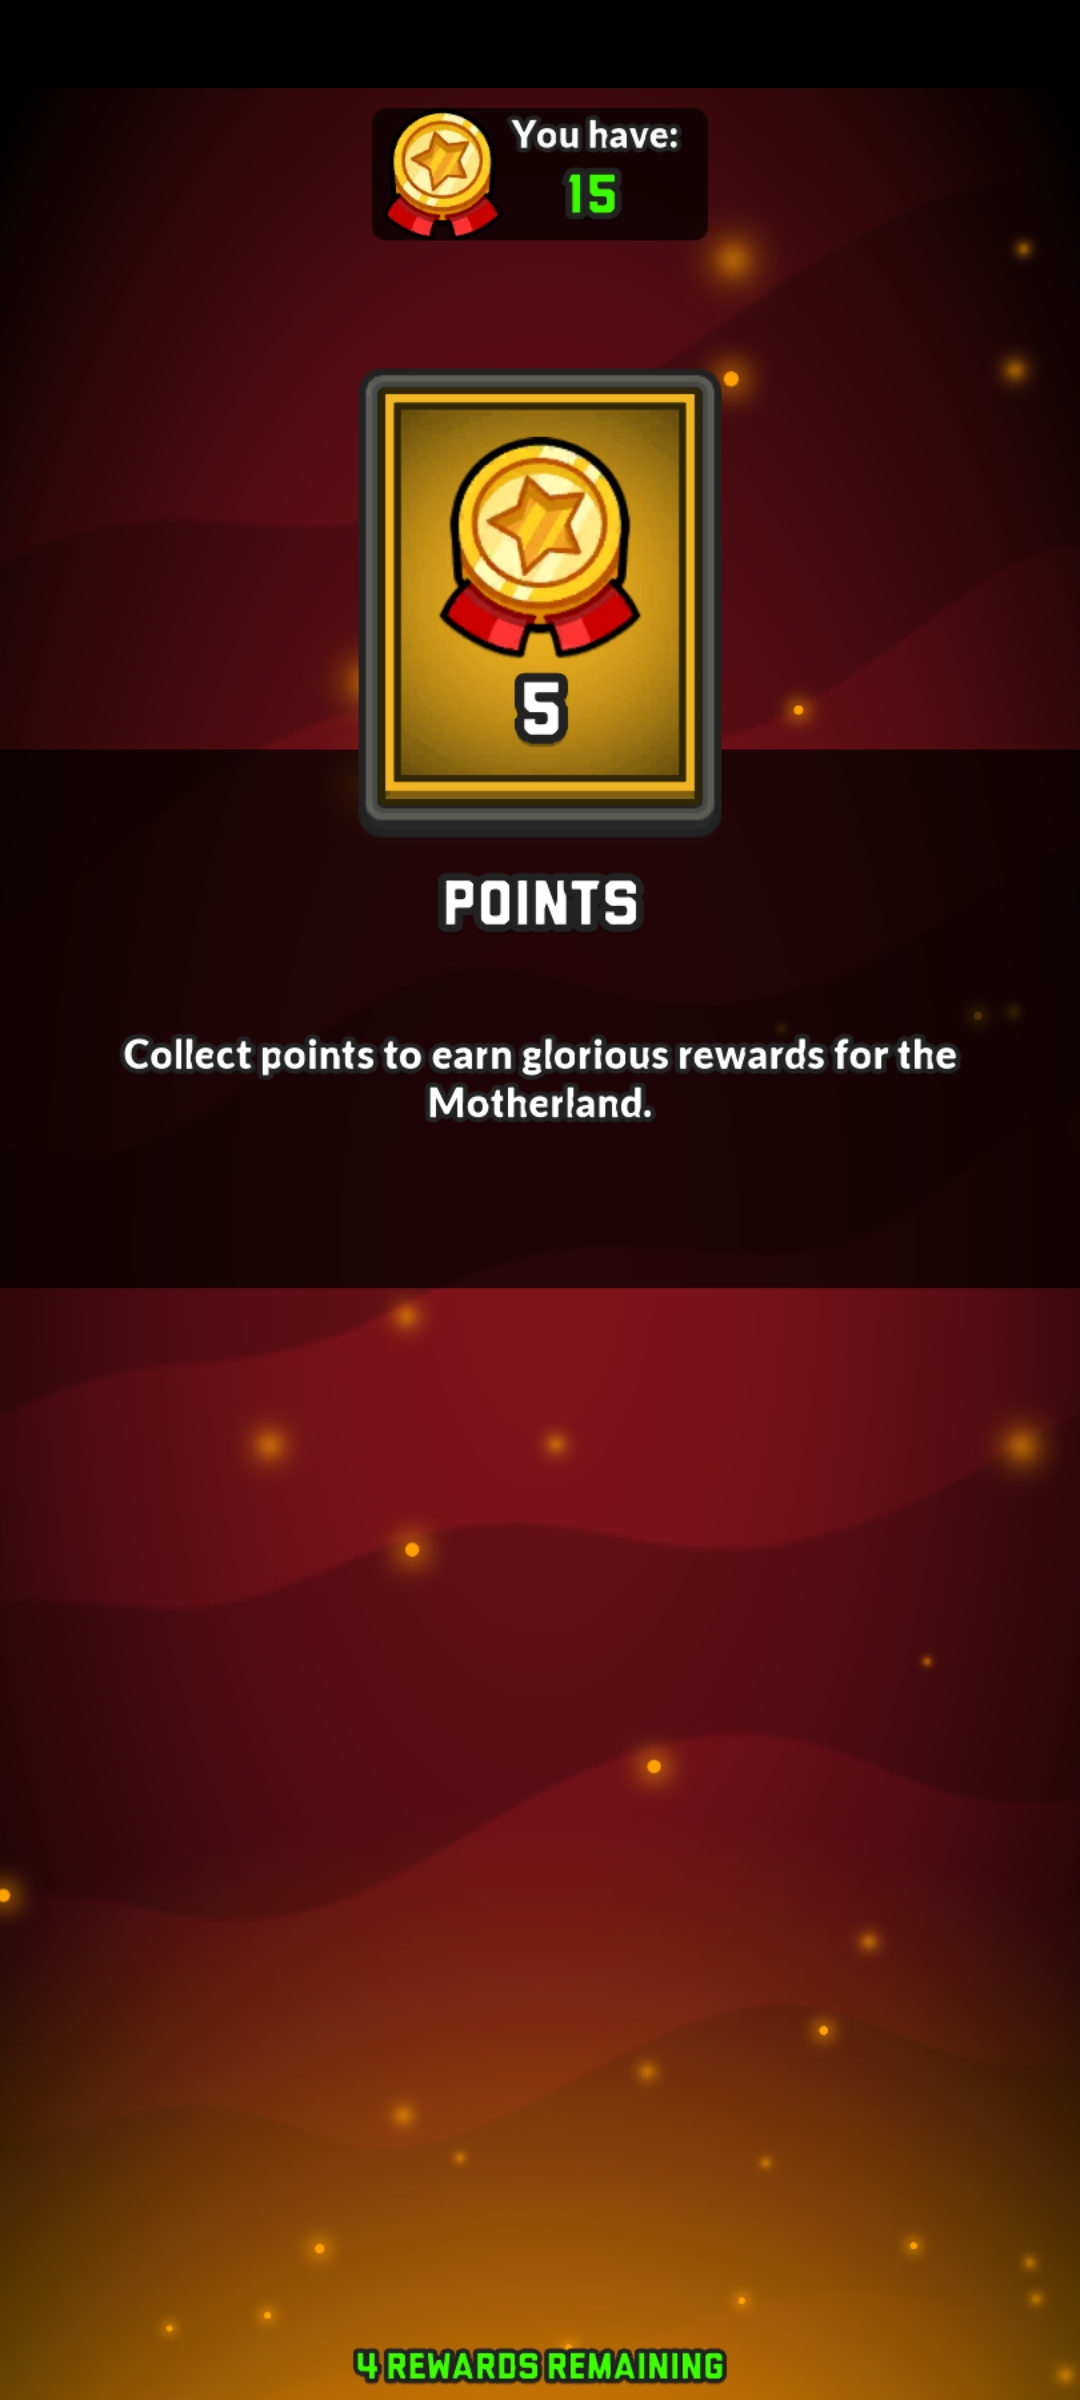 You have:
15
5
POINTS
Collect points to earn glorious rewards for the
Motherland.
4 REWARDS REMAINING